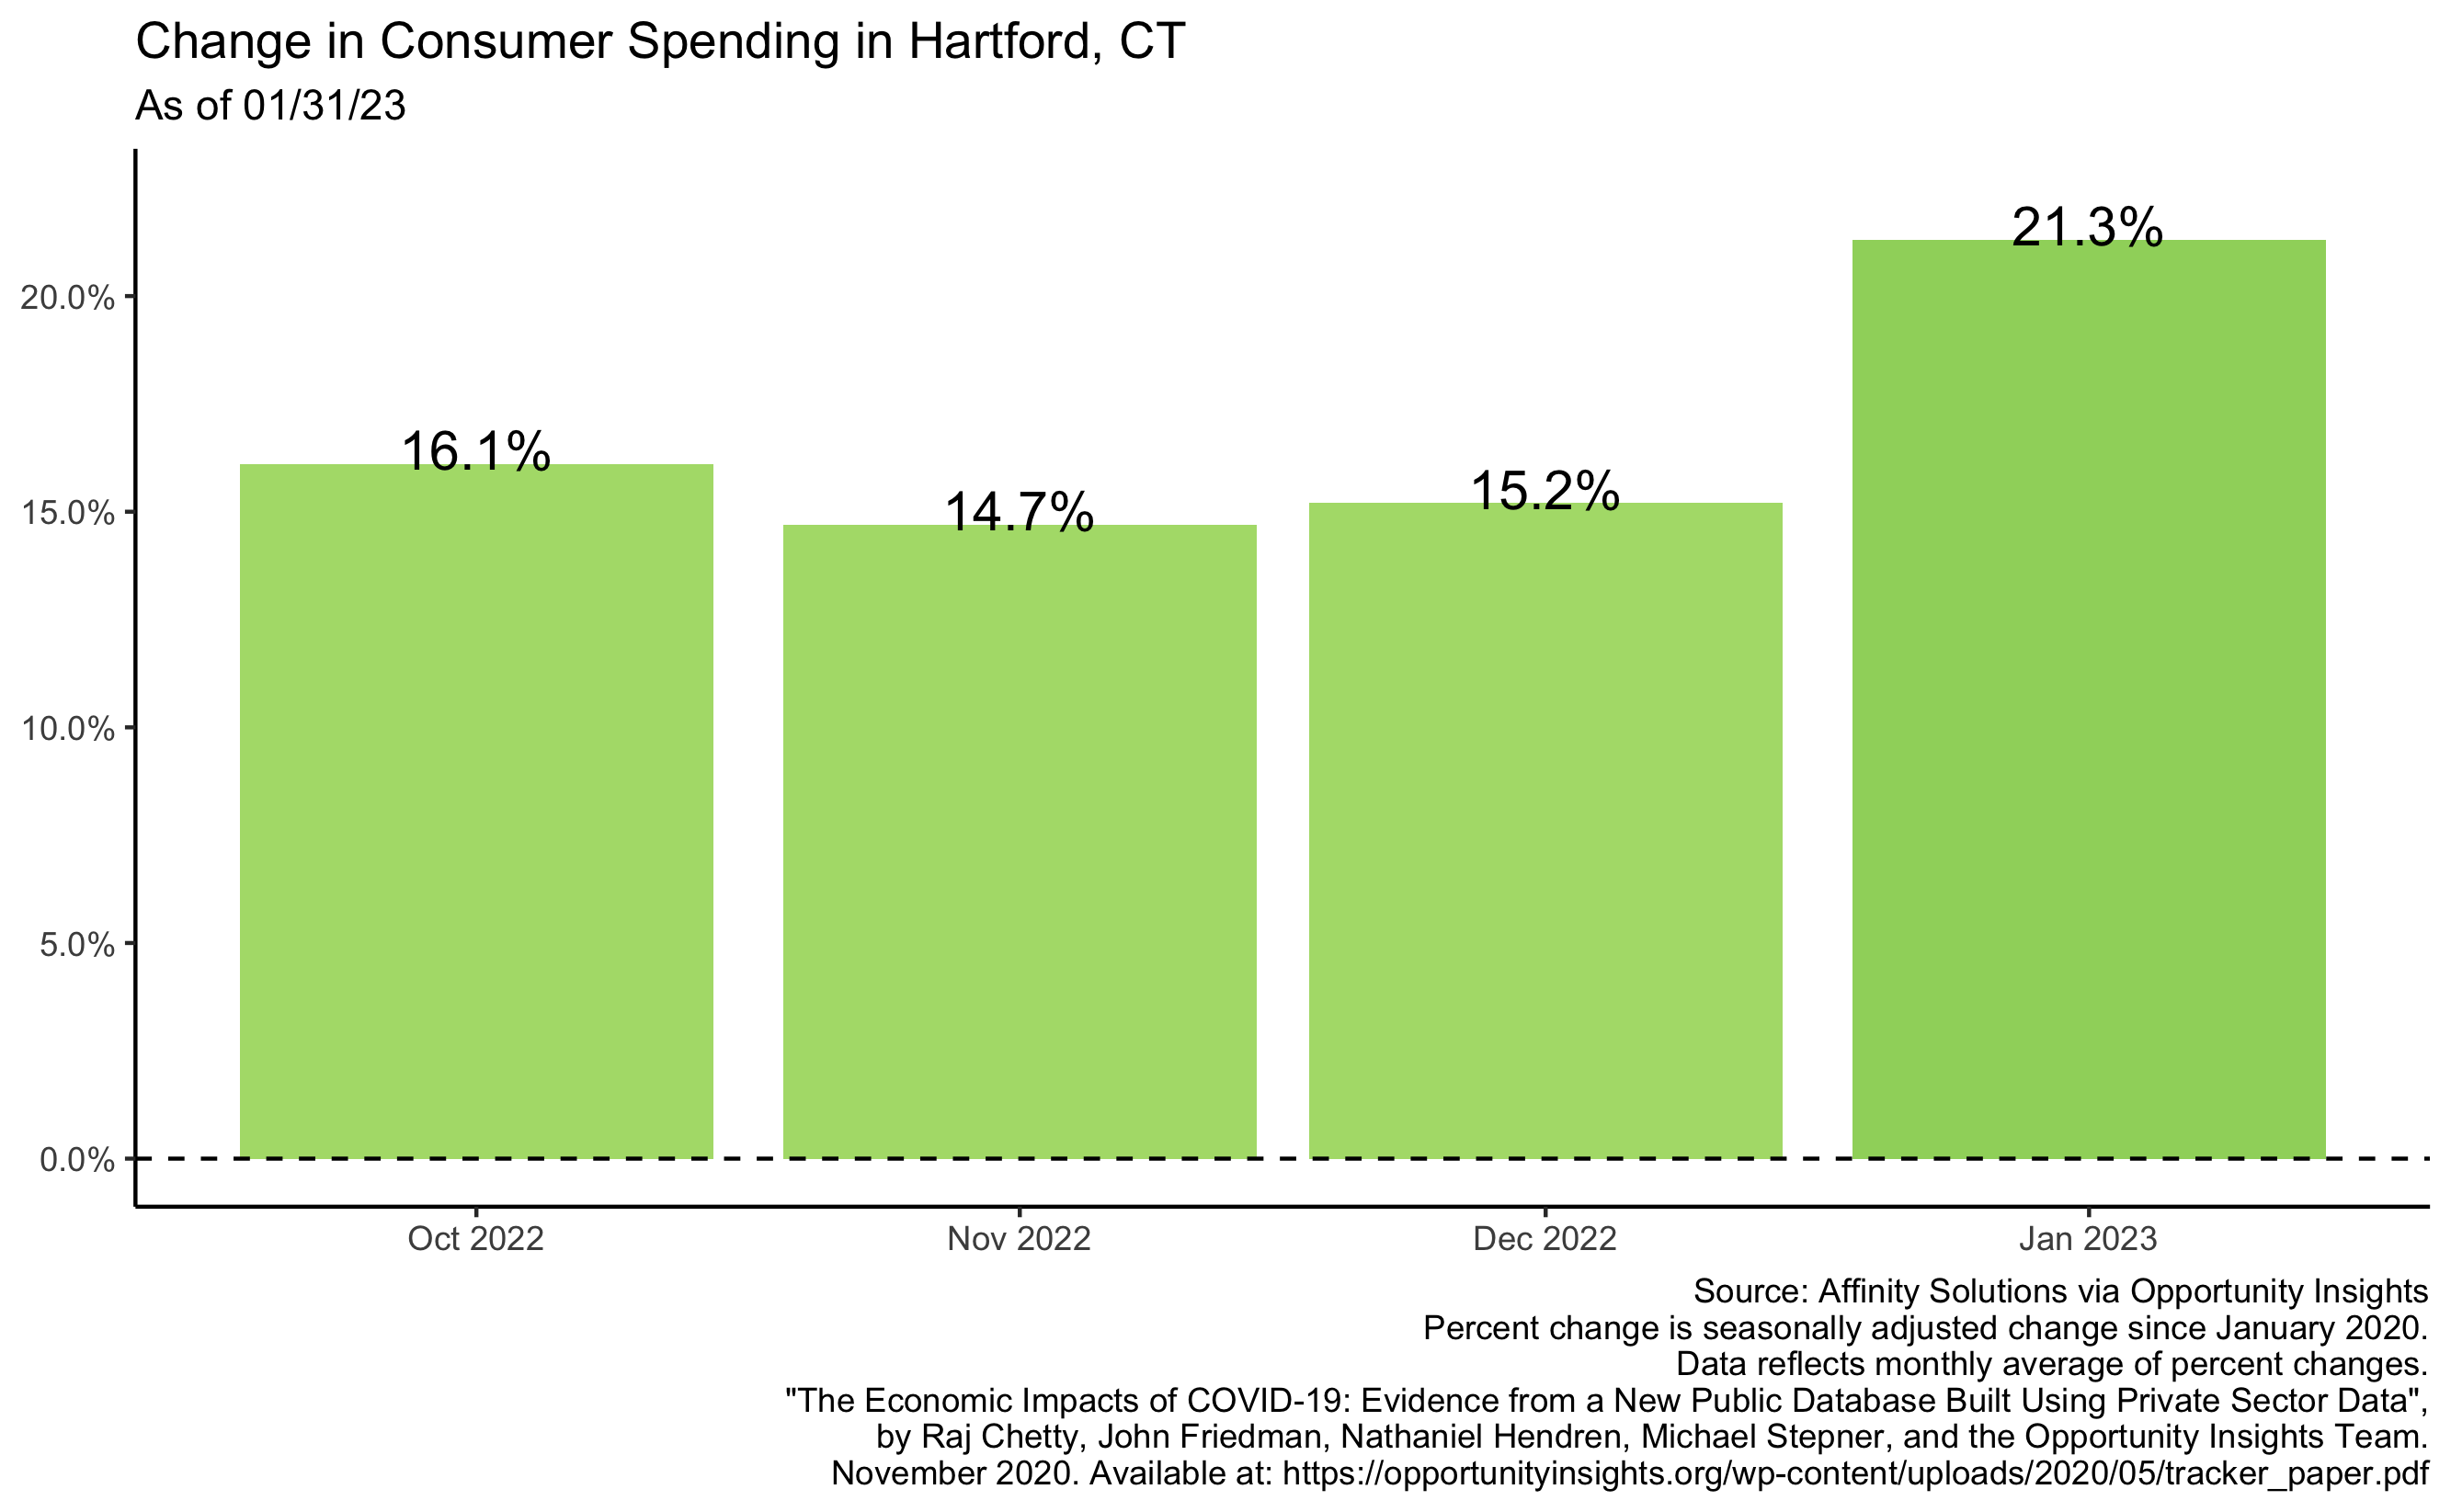 Change in Consumer Spending in Hartford, CT
As of 01/31/23
21.3%
20.0%
16.1%
15.2%
14.7%
15.0%
10.0%
5.0%
0.0%
Oct 2022
Nov 2022
Dec 2022
Jan 2023
Source: Affinity Solutions via Opportunity Insights
Percent change is seasonally adjusted change since January 2020.
Data reflects monthly average of percent changes.
"The Economic Impacts of COVID-19: Evidence from a New Public Database Built Using Private Sector Data",
by Raj Chetty, John Friedman, Nathaniel Hendren, Michael Stepner, and the Opportunity Insights Team.
November 2020. Available at: https://opportunityinsights.org/wp-content/uploads/2020/05/tracker_paper.pdf